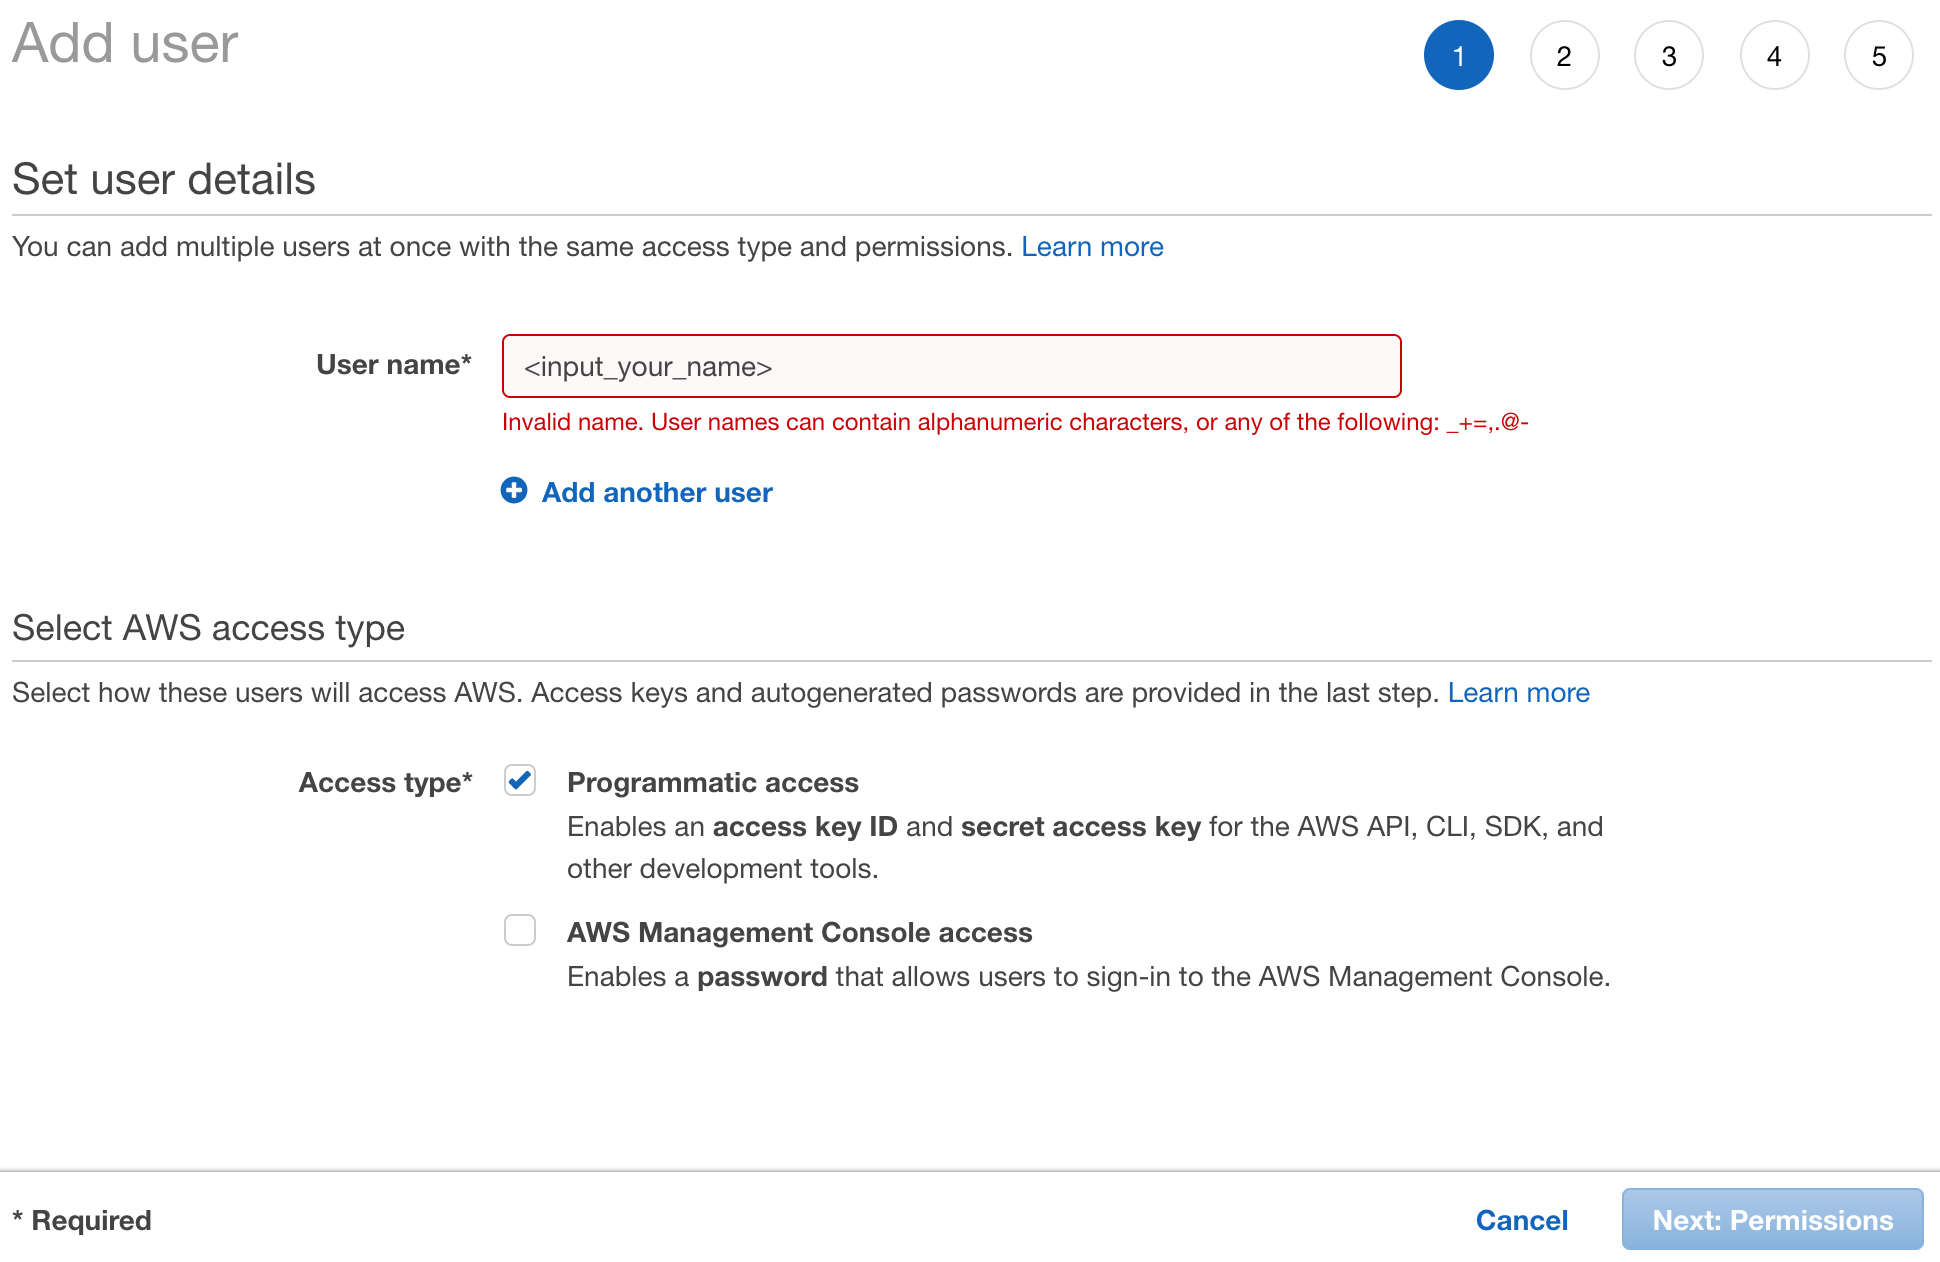 Add user
1 2 3 4 5
Set user details
You can add multiple users at once with the same access type and permissions. Learn more
User name* <input_your_name>
Invalid name. User names can contain alphanumeric characters, or any of the following: _+=,.@-
Add another user
Select AWS access type
Select how these users will access AWS. Access keys and autogenerated passwords are provided in the last step. Learn more
Access type* Programmatic access
Enables an access key ID and secret access key for the AWS API, CLI, SDK, and
other development tools.
AWS Management Console access
Enables a password that allows users to sign-in to the AWS Management Console.
* Required Cancel Next: Permissions